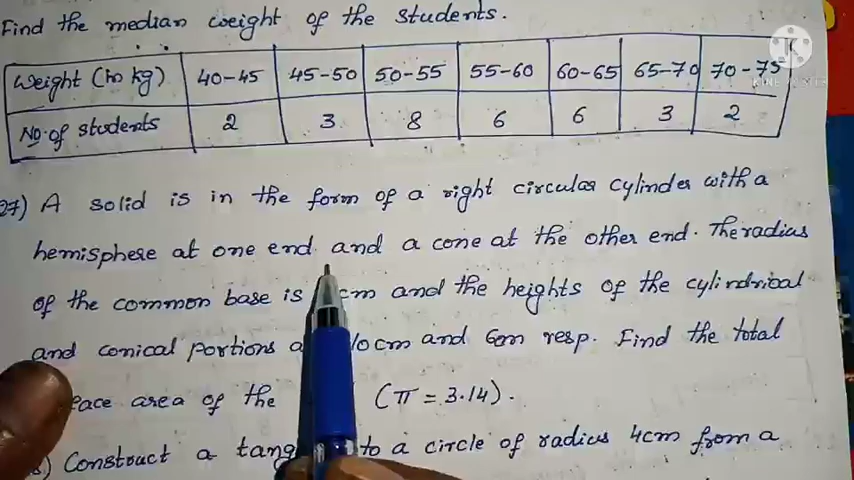 Find the median weight of the students.
Weight (in kg) 40-45 45-50 50-55 55-60 60-65 65-70 70-75
No. of students 2 3 8 6 6 3 2
27) A solid is in the form of a right circular cylinder with a
hemisphere at one end and a cone at the other end. The radius
of the common base is cm and the heights of the cylindrical
and conical portions 10cm and 6cm resp. Find the total
face area of the (π = 3.14).
Construct a tang to a circle of radius 4cm from a
K